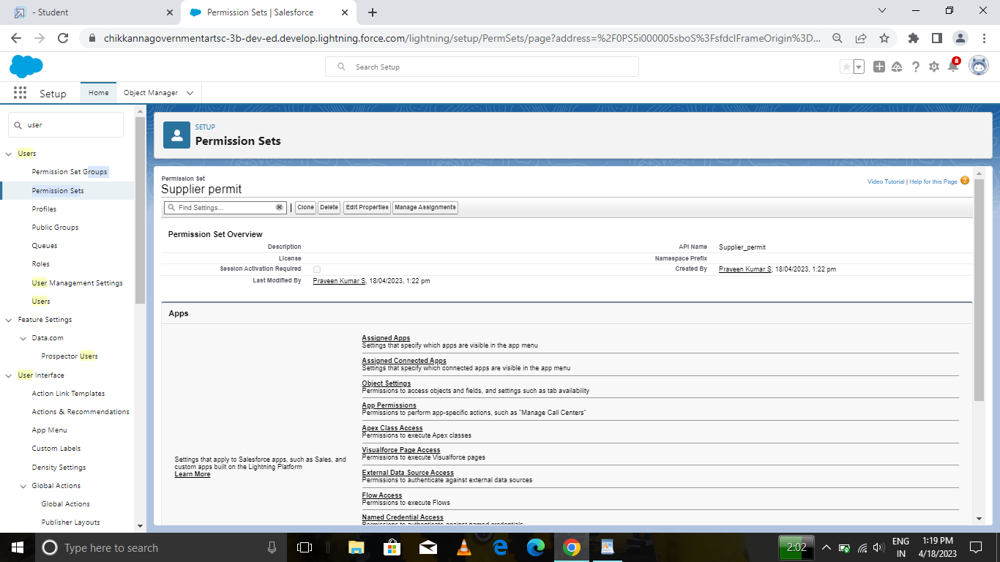 - Student
Permission Sets | Salesforce
chikkannagovernmentartsc-3b-dev-ed.develop.lightning.force.com/lightning/setup/PermSets/page?address=%2F0PS5i000005sboS%3FsfdcIFrameOrigin%3D...
Search Setup
8
Setup
Home
Object Manager
user
Users
Permission Set Groups
Permission Sets
Profiles
Public Groups
Queues
Roles
User Management Settings
Users
Feature Settings
Data.com
Prospector Users
User Interface
Action Link Templates
Actions & Recommendations
App Menu
Custom Labels
Density Settings
Global Actions
Global Actions
Publisher Layouts
SETUP
Permission Sets
Permission Set
Supplier permit
Video Tutorial | Help for this Page ?
Find Settings...
Clone Delete Edit Properties Manage Assignments
Permission Set Overview
Description
API Name Supplier_permit
License
Namespace Prefix
Session Activation Required
Created By Praveen Kumar S, 18/04/2023, 1:22 pm
Last Modified By Praveen Kumar S, 18/04/2023, 1:22 pm
Apps
Settings that apply to Salesforce apps, such as Sales, and
custom apps built on the Lightning Platform
Learn More
Assigned Apps
Settings that specify which apps are visible in the app menu
Assigned Connected Apps
Settings that specify which connected apps are visible in the app menu
Object Settings
Permissions to access objects and fields, and settings such as tab availability
App Permissions
Permissions to perform app-specific actions, such as "Manage Call Centers"
Apex Class Access
Permissions to execute Apex classes
Visualforce Page Access
Permissions to execute Visualforce pages
External Data Source Access
Permissions to authenticate against external data sources
Flow Access
Permissions to execute Flows
Named Credential Access
Permissions to authenticate against named credentials
Type here to search
2:02
ENG
IN
1:19 PM
4/18/2023